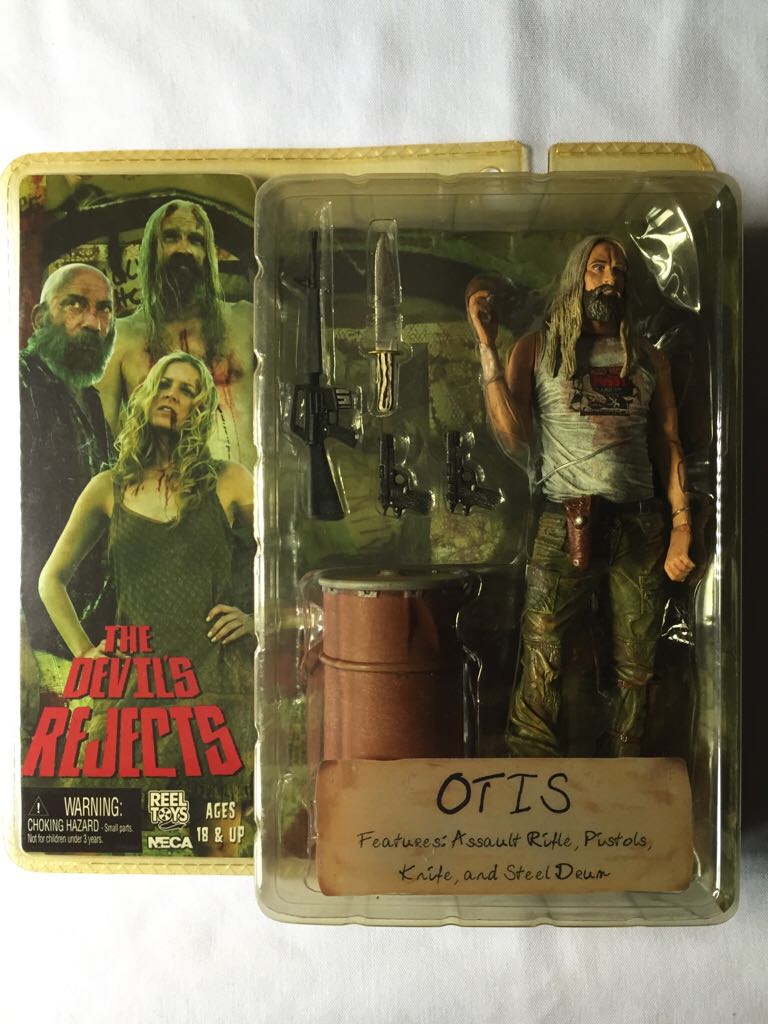 THE
DEVIL'S
REJECTS
WARNING:
CHOKING HAZARD - Small parts.
Not for children under 3 years.
REEL
TOYS
NECA
AGES
18 & UP
OTIS
Features: Assault Rifle, Pistols,
Knife, and Steel Drum